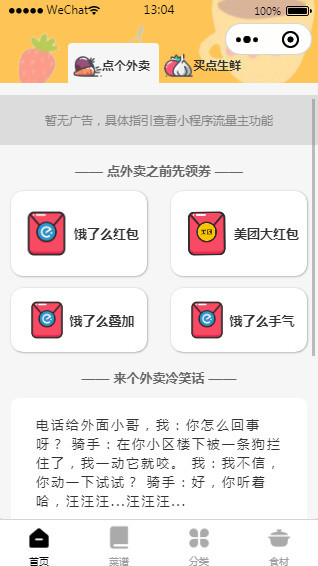 WeChat 13:04 100%
点个外卖 买点生鲜
暂无广告，具体指引查看小程序流量主功能
—— 点外卖之前先领券 ——
饿了么红包 美团大红包
饿了么叠加 饿了么手气
—— 来个外卖冷笑话 ——
电话给外面小哥，我：你怎么回事
呀？ 骑手：在你小区楼下被一条狗拦
住了，我一动它就咬。 我：我不信，
你动一下试试？ 骑手：好，你听着
哈，汪汪汪...汪汪汪...
首页 菜谱 分类 食材